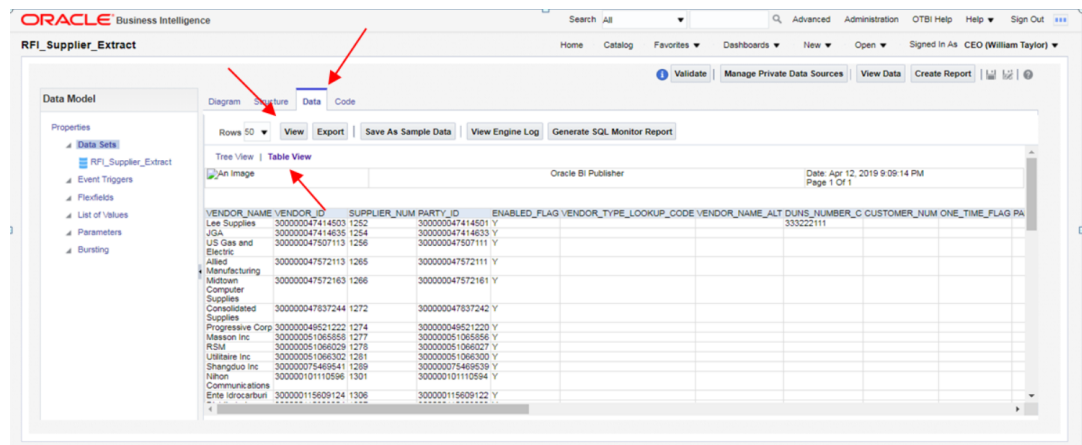 ORACLE Business Intelligence Search All Advanced Administration OTBI Help Help Sign Out
RFI_Supplier_Extract Home Catalog Favorites Dashboards New Open Signed In As CEO (William Taylor)
Validate Manage Private Data Sources View Data Create Report
Data Model
Diagram Structure Data Code
Properties
Data Sets
RFI_Supplier_Extract
Event Triggers
Flexfields
List of Values
Parameters
Bursting
Rows 50 View Export Save As Sample Data View Engine Log Generate SQL Monitor Report
Tree View | Table View
An Image Oracle BI Publisher Date: Apr 12, 2019 9:09:14 PM
Page 1 Of 1
VENDOR_NAME VENDOR_ID SUPPLIER_NUM PARTY_ID ENABLED_FLAG VENDOR_TYPE_LOOKUP_CODE VENDOR_NAME_ALT DUNS_NUMBER_C CUSTOMER_NUM ONE_TIME_FLAG PA
Lee Supplies 300000047414603 1252 300000047414501 Y 333222111
JGA 300000047414635 1254 300000047414633 Y
US Gas and 300000047507113 1256 300000047507111 Y
Electric
Allied 300000047572113 1265 300000047572111 Y
Manufacturing
Midtown 300000047572163 1266 300000047572161 Y
Computer
Supplies
Consolidated 300000047837244 1272 300000047837242 Y
Supplies
Progressive Corp 300000049521222 1274 300000049521220 Y
Masson Inc 300000051065858 1277 300000051065856 Y
RSM 300000051066029 1278 300000051066027 Y
Utilitaire Inc 300000051066302 1281 300000051066300 Y
Shangduo Inc 300000075469541 1289 300000075469539 Y
Nihon 300000101110596 1301 300000101110594 Y
Communications
Ente Idrocarburi 300000115609124 1306 300000115609122 Y